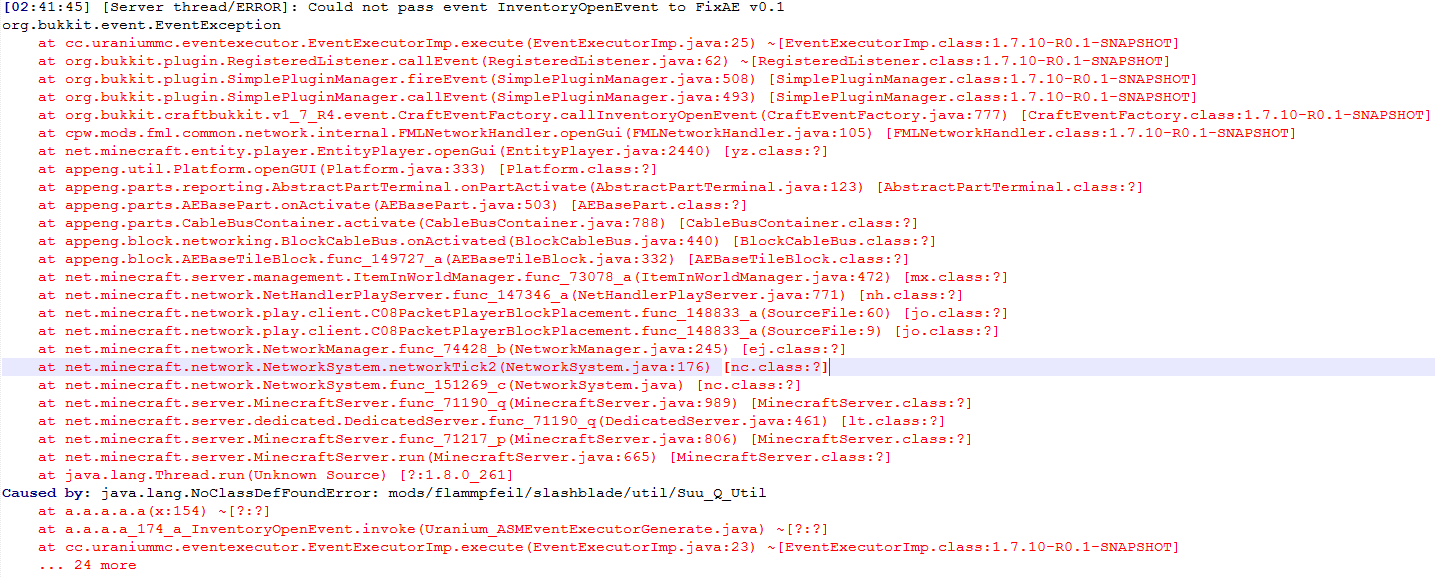 [02:41:45] [Server thread/ERROR]: Could not pass event InventoryOpenEvent to FixAE v0.1
org.bukkit.event.EventException
at cc.uraniummc.eventexecutor.EventExecutorImp.execute(EventExecutorImp.java:25) ~[EventExecutorImp.class:1.7.10-R0.1-SNAPSHOT]
at org.bukkit.plugin.RegisteredListener.callEvent(RegisteredListener.java:62) ~[RegisteredListener.class:1.7.10-R0.1-SNAPSHOT]
at org.bukkit.plugin.SimplePluginManager.fireEvent(SimplePluginManager.java:508) [SimplePluginManager.class:1.7.10-R0.1-SNAPSHOT]
at org.bukkit.plugin.SimplePluginManager.callEvent(SimplePluginManager.java:493) [SimplePluginManager.class:1.7.10-R0.1-SNAPSHOT]
at org.bukkit.craftbukkit.v1_7_R4.event.CraftEventFactory.callInventoryOpenEvent(CraftEventFactory.java:777) [CraftEventFactory.class:1.7.10-R0.1-SNAPSHOT]
at cpw.mods.fml.common.network.internal.FMLNetworkHandler.openGui(FMLNetworkHandler.java:105) [FMLNetworkHandler.class:1.7.10-R0.1-SNAPSHOT]
at net.minecraft.entity.player.EntityPlayer.openGui(EntityPlayer.java:2440) [yz.class:?]
at appeng.util.Platform.openGUI(Platform.java:333) [Platform.class:?]
at appeng.parts.reporting.AbstractPartTerminal.onPartActivate(AbstractPartTerminal.java:123) [AbstractPartTerminal.class:?]
at appeng.parts.AEBasePart.onActivate(AEBasePart.java:503) [AEBasePart.class:?]
at appeng.parts.CableBusContainer.activate(CableBusContainer.java:788) [CableBusContainer.class:?]
at appeng.block.networking.BlockCableBus.onActivated(BlockCableBus.java:440) [BlockCableBus.class:?]
at appeng.block.AEBaseTileBlock.func_149727_a(AEBaseTileBlock.java:332) [AEBaseTileBlock.class:?]
at net.minecraft.server.management.ItemInWorldManager.func_73078_a(ItemInWorldManager.java:472) [mx.class:?]
at net.minecraft.network.NetHandlerPlayServer.func_147346_a(NetHandlerPlayServer.java:771) [nh.class:?]
at net.minecraft.network.play.client.C08PacketPlayerBlockPlacement.func_148833_a(SourceFile:60) [jo.class:?]
at net.minecraft.network.play.client.C08PacketPlayerBlockPlacement.func_148833_a(SourceFile:9) [jo.class:?]
at net.minecraft.network.NetworkManager.func_74428_b(NetworkManager.java:245) [ej.class:?]
at net.minecraft.network.NetworkSystem.networkTick2(NetworkSystem.java:176) [nc.class:?]
at net.minecraft.network.NetworkSystem.func_151269_c(NetworkSystem.java) [nc.class:?]
at net.minecraft.server.MinecraftServer.func_71190_q(MinecraftServer.java:989) [MinecraftServer.class:?]
at net.minecraft.server.dedicated.DedicatedServer.func_71190_q(DedicatedServer.java:461) [lt.class:?]
at net.minecraft.server.MinecraftServer.func_71217_p(MinecraftServer.java:806) [MinecraftServer.class:?]
at net.minecraft.server.MinecraftServer.run(MinecraftServer.java:665) [MinecraftServer.class:?]
at java.lang.Thread.run(Unknown Source) [?:1.8.0_261]
Caused by: java.lang.NoClassDefFoundError: mods/flammpfeil/slashblade/util/Suu_Q_Util
at a.a.a.a.a(x:154) ~[?:?]
at a.a.a.a_174_a_InventoryOpenEvent.invoke(Uranium_ASMEventExecutorGenerate.java) ~[?:?]
at cc.uraniummc.eventexecutor.EventExecutorImp.execute(EventExecutorImp.java:23) ~[EventExecutorImp.class:1.7.10-R0.1-SNAPSHOT]
... 24 more